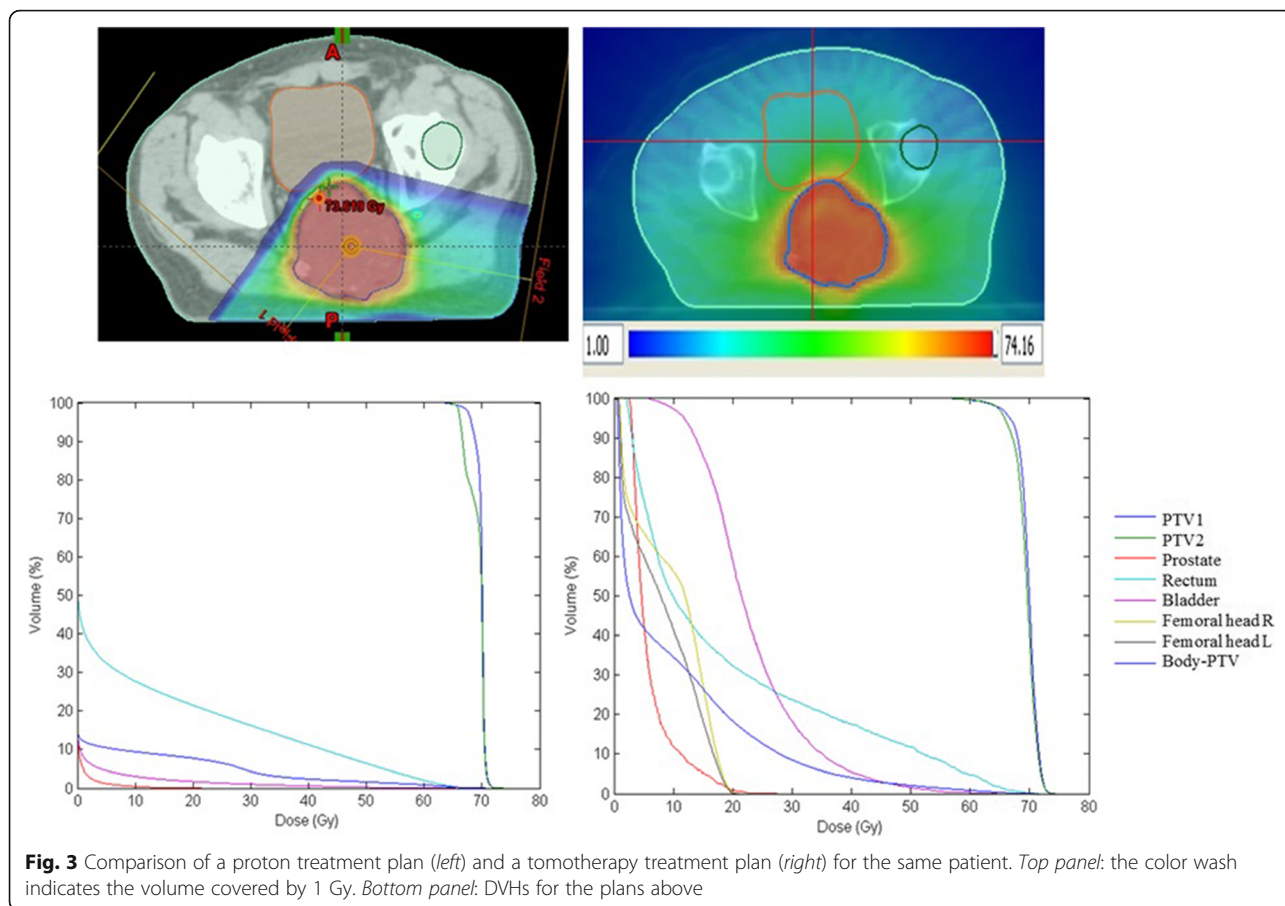 A
73.818 Gy
Field 2
P
1.00
74.16
100
90
80
70
60
50
40
30
20
10
0
Volume (%)
0 10 20 30 40 50 60 70 80
Dose (Gy)
100
90
80
70
60
50
40
30
20
10
0
Volume (%)
0 10 20 30 40 50 60 70 80
Dose (Gy)
PTV1
PTV2
Prostate
Rectum
Bladder
Femoral head R
Femoral head L
Body-PTV
Fig. 3 Comparison of a proton treatment plan (left) and a tomotherapy treatment plan (right) for the same patient. Top panel: the color wash
indicates the volume covered by 1 Gy. Bottom panel: DVHs for the plans above